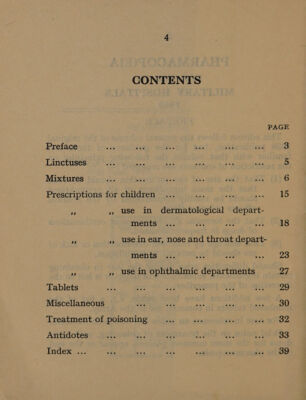 4
CONTENTS
PAGE
Preface ... ... ... ... ... ... 3
Linctuses ... ... ... ... ... 5
Mixtures ... ... ... ... ... ... 6
Prescriptions for children ... ... ... 15
„ „ use in dermatological depart-
ments ... ... ... 18
„ „ use in ear, nose and throat depart-
ments ... ... ... 23
„ „ use in ophthalmic departments 27
Tablets ... ... ... ... ... 29
Miscellaneous ... ... ... ... 30
Treatment of poisoning ... ... ... 32
Antidotes ... ... ... ... ... 33
Index ... ... ... ... ... ... 39